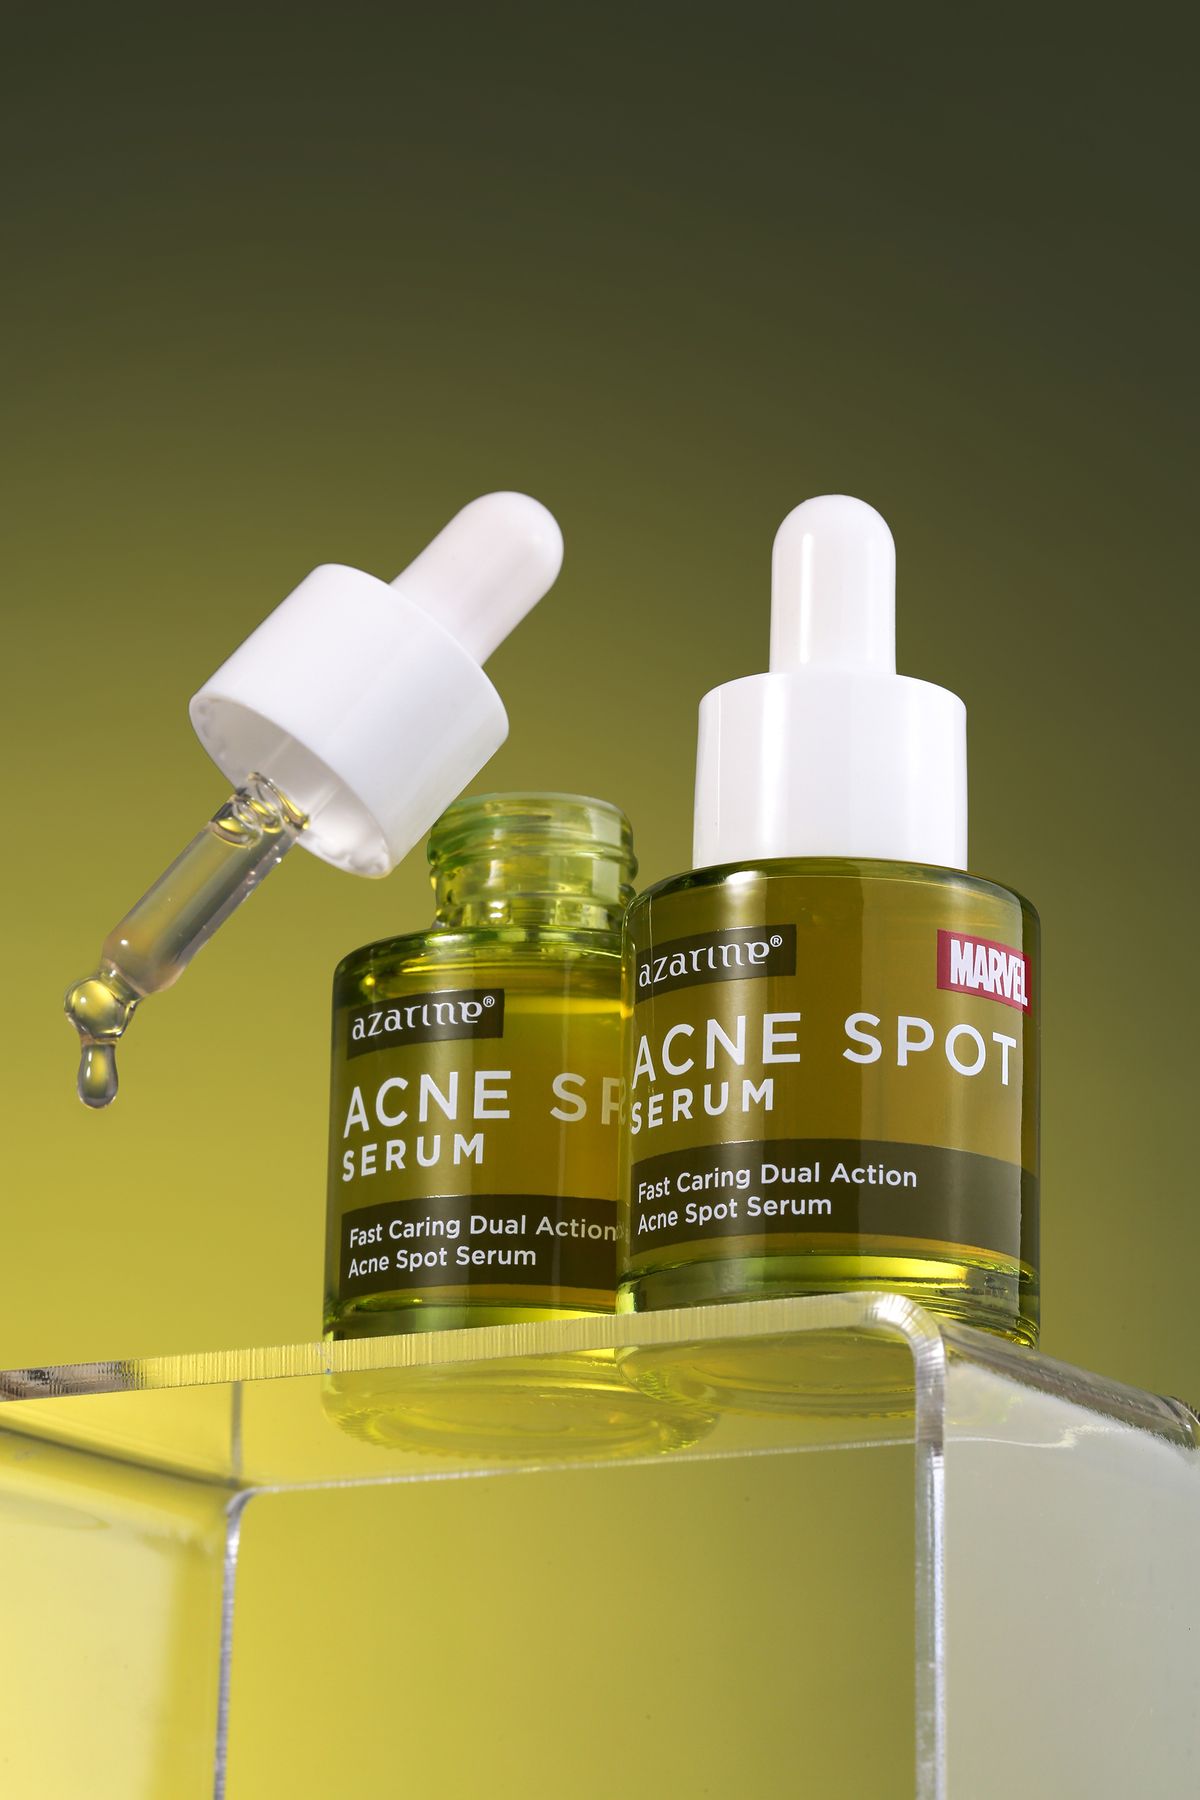 azarine®
ACNE SP
SERUM
Fast Caring Dual Action
Acne Spot Serum
azarine®
MARVEL
ACNE SPOT
SERUM
Fast Caring Dual Action
Acne Spot Serum